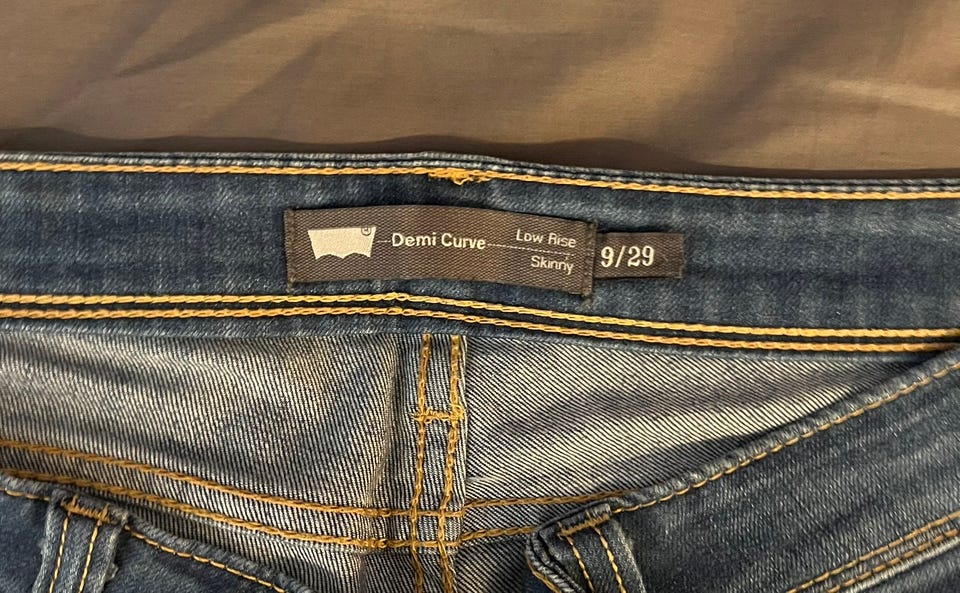 Demi Curve
Low Rise
Skinny
9/29